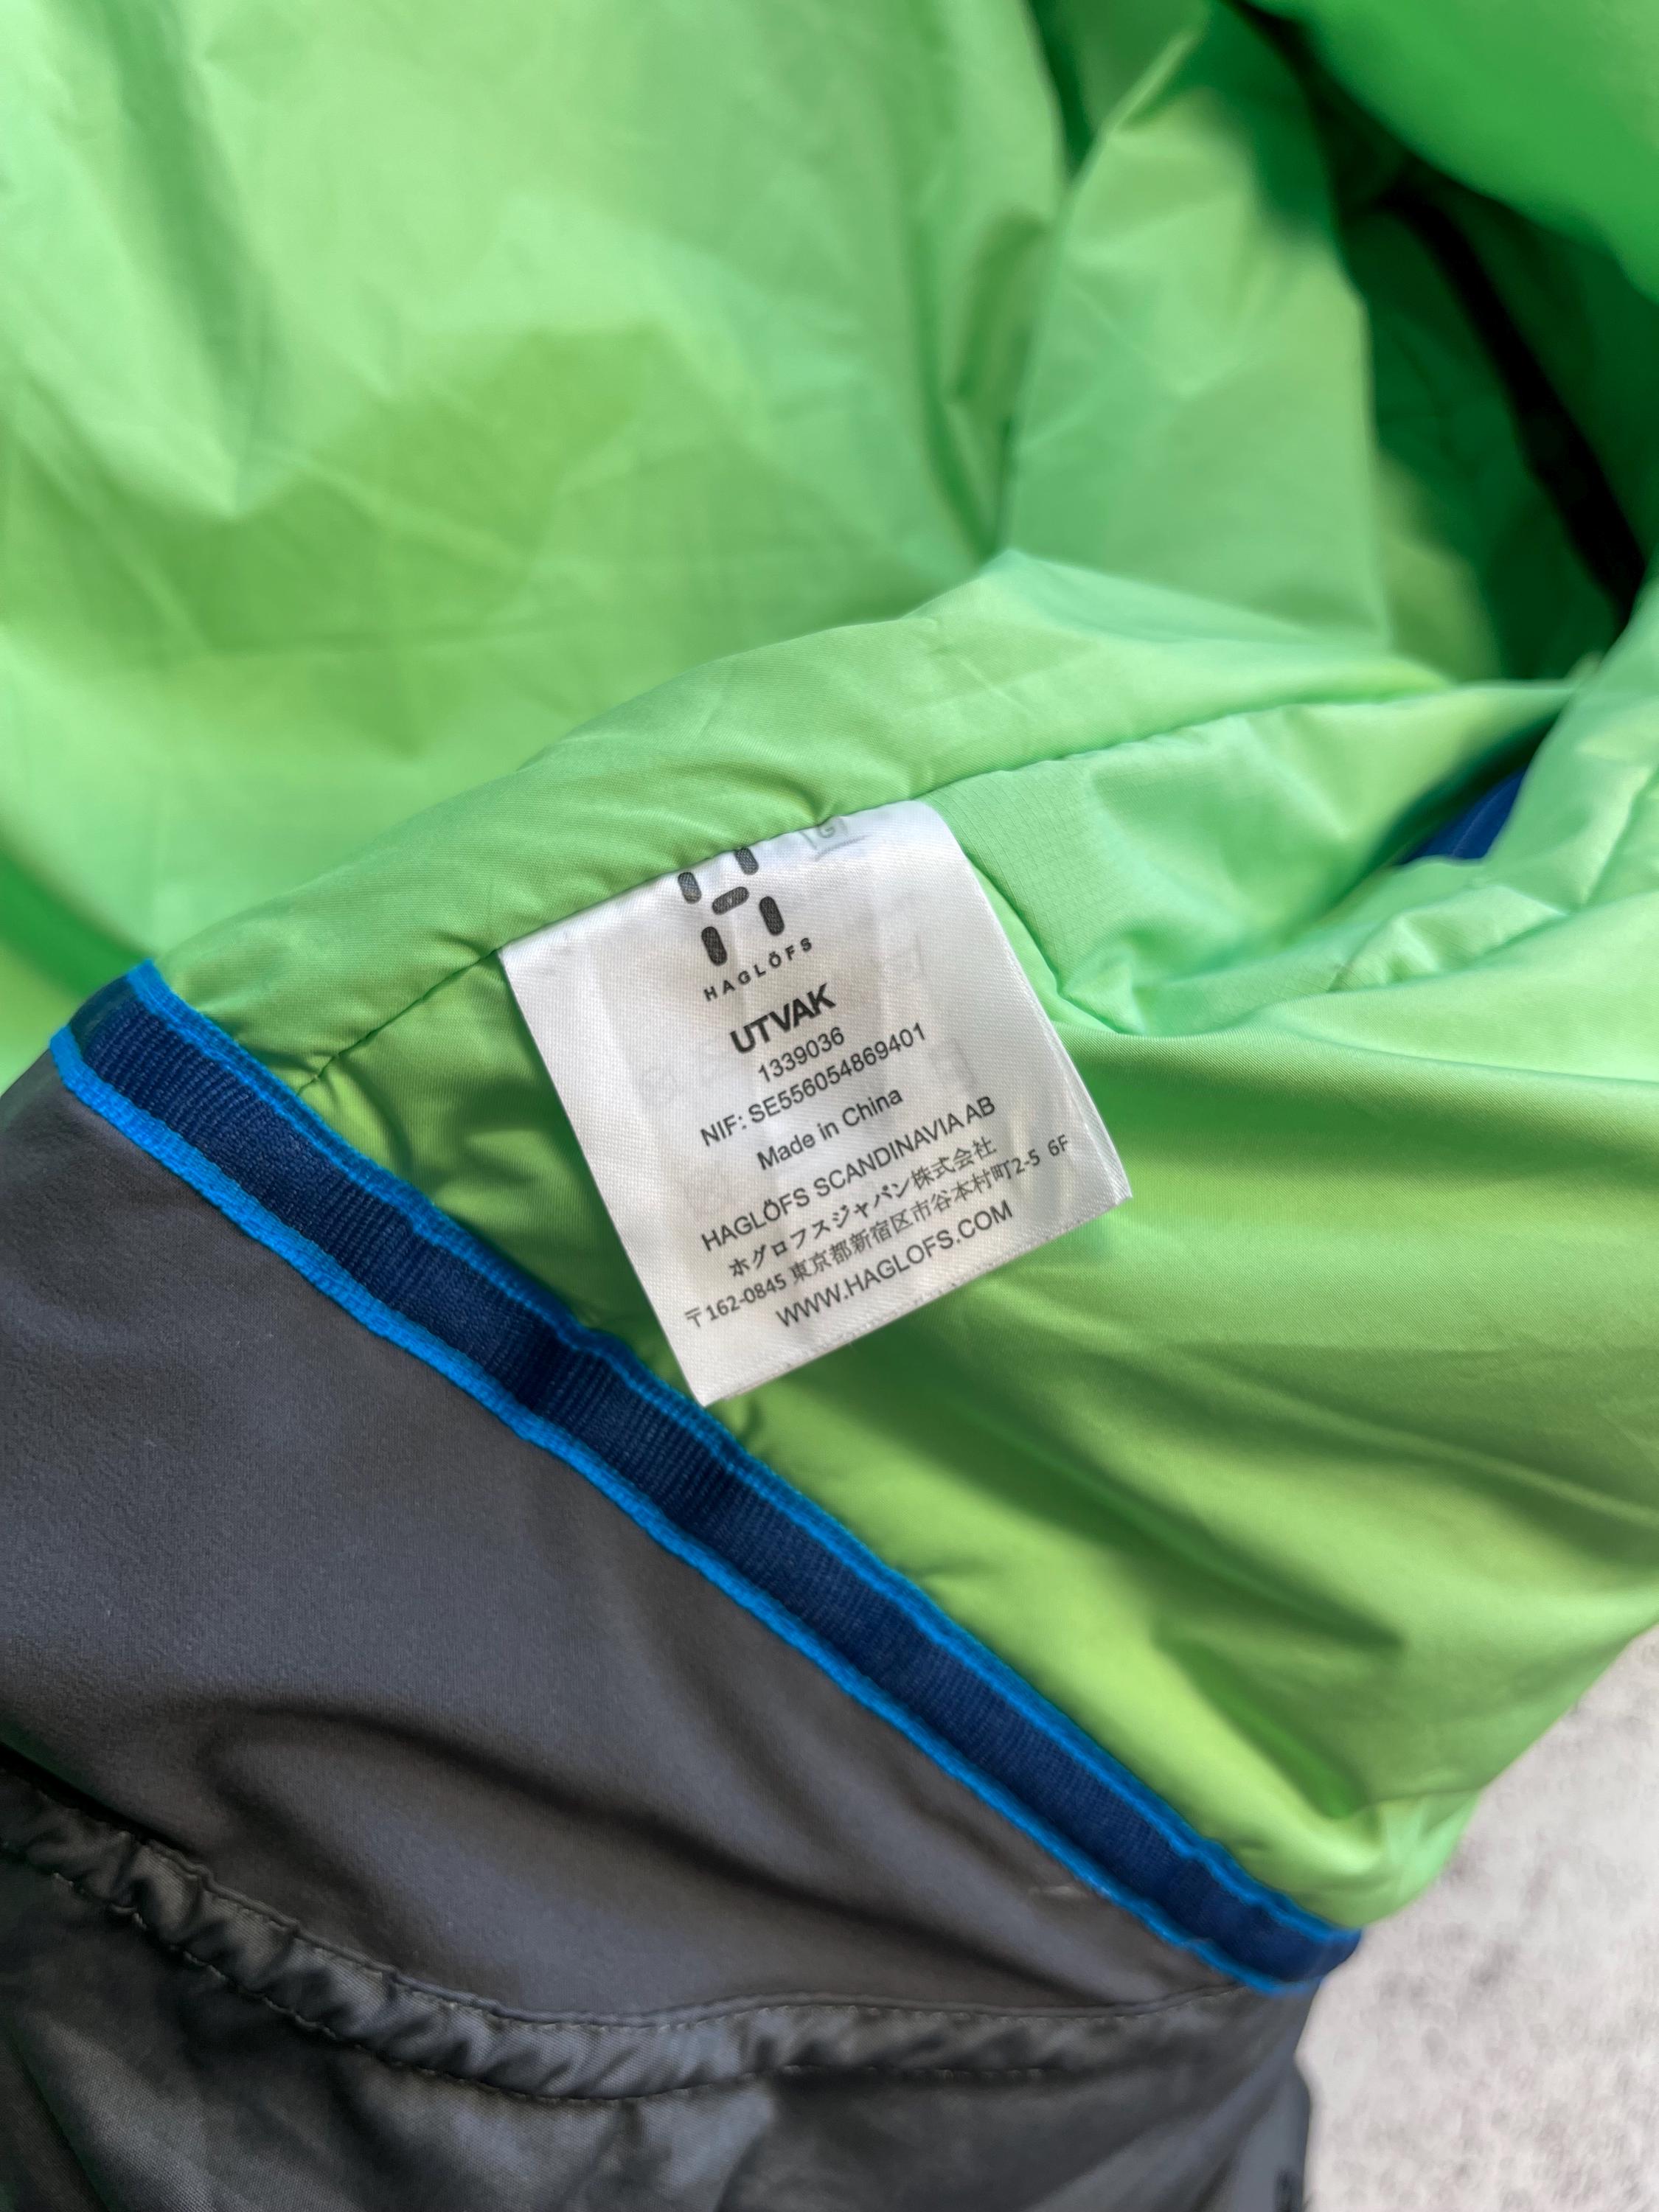 HAGLÖFS
UTVAK
1339036
NIF: SE556054869401
Made in China
HAGLÖFS SCANDINAVIA AB
ホグロフスジャパン株式会社
〒162-0845 東京都新宿区市谷本村町2-5 6F
WWW.HAGLOFS.COM